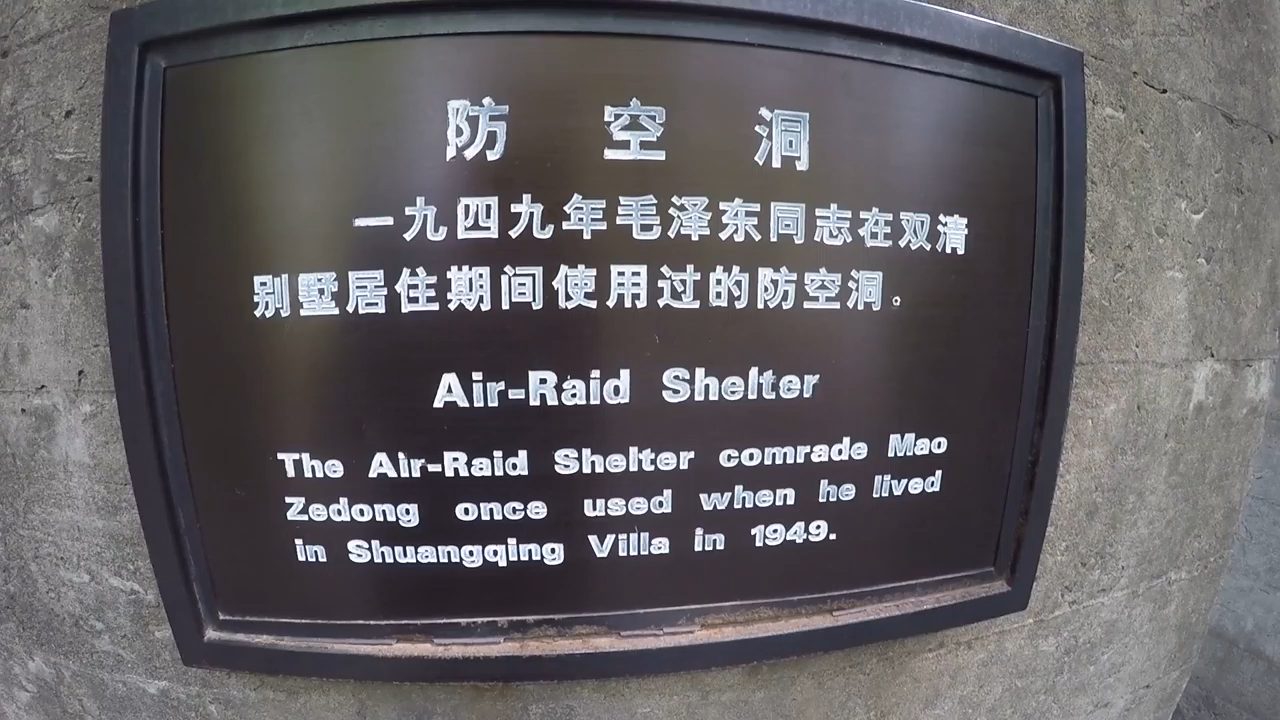 防空洞
一九四九年毛泽东同志在双清
别墅居住期间使用过的防空洞。
Air-Raid Shelter
The Air-Raid Shelter comrade Mao
Zedong once used when he lived
in Shuangqing Villa in 1949.